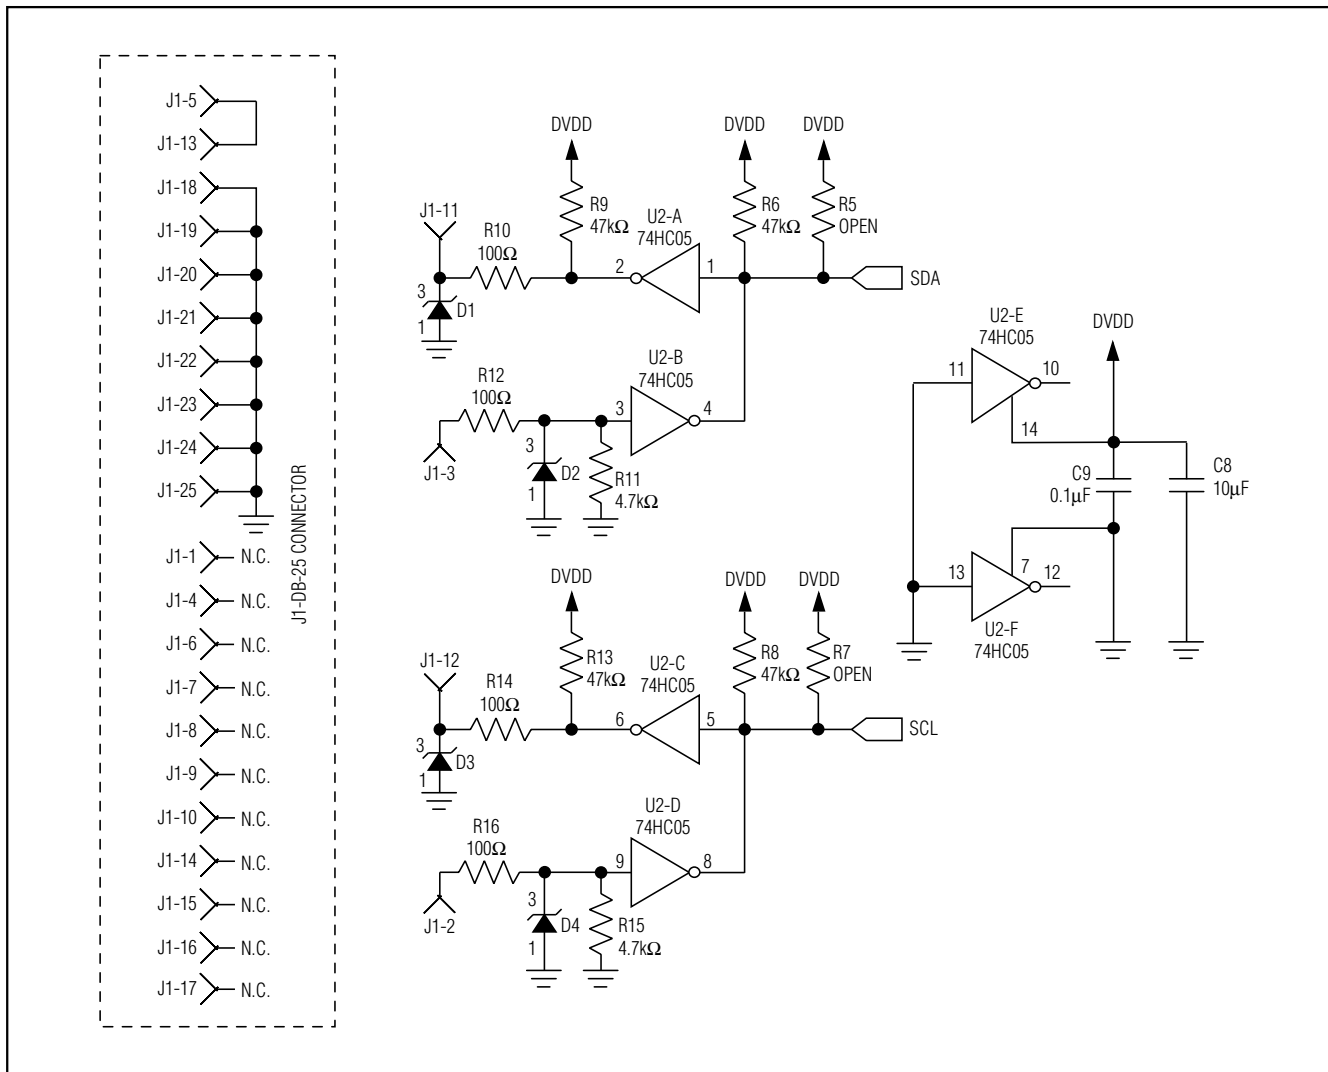 J1-5
J1-13
J1-18
J1-19
J1-20
J1-21
J1-22
J1-23
J1-24
J1-25
J1-1 N.C.
J1-4 N.C.
J1-6 N.C.
J1-7 N.C.
J1-8 N.C.
J1-9 N.C.
J1-10 N.C.
J1-14 N.C.
J1-15 N.C.
J1-16 N.C.
J1-17 N.C.
J1-DB-25 CONNECTOR
DVDD
DVDD
DVDD
J1-11
R10
100Ω
R9
47kΩ
U2-A
74HC05
R6
47kΩ
R5
OPEN
2
1
SDA
3
D1
1
R12
100Ω
U2-B
74HC05
3
4
J1-3
3
D2
1
R11
4.7kΩ
DVDD
DVDD
DVDD
J1-12
R14
100Ω
R13
47kΩ
U2-C
74HC05
R8
47kΩ
R7
OPEN
6
5
SCL
3
D3
1
R16
100Ω
U2-D
74HC05
9
8
J1-2
3
D4
1
R15
4.7kΩ
U2-E
74HC05
DVDD
11
10
14
C9
0.1µF
C8
10µF
13
7
12
U2-F
74HC05